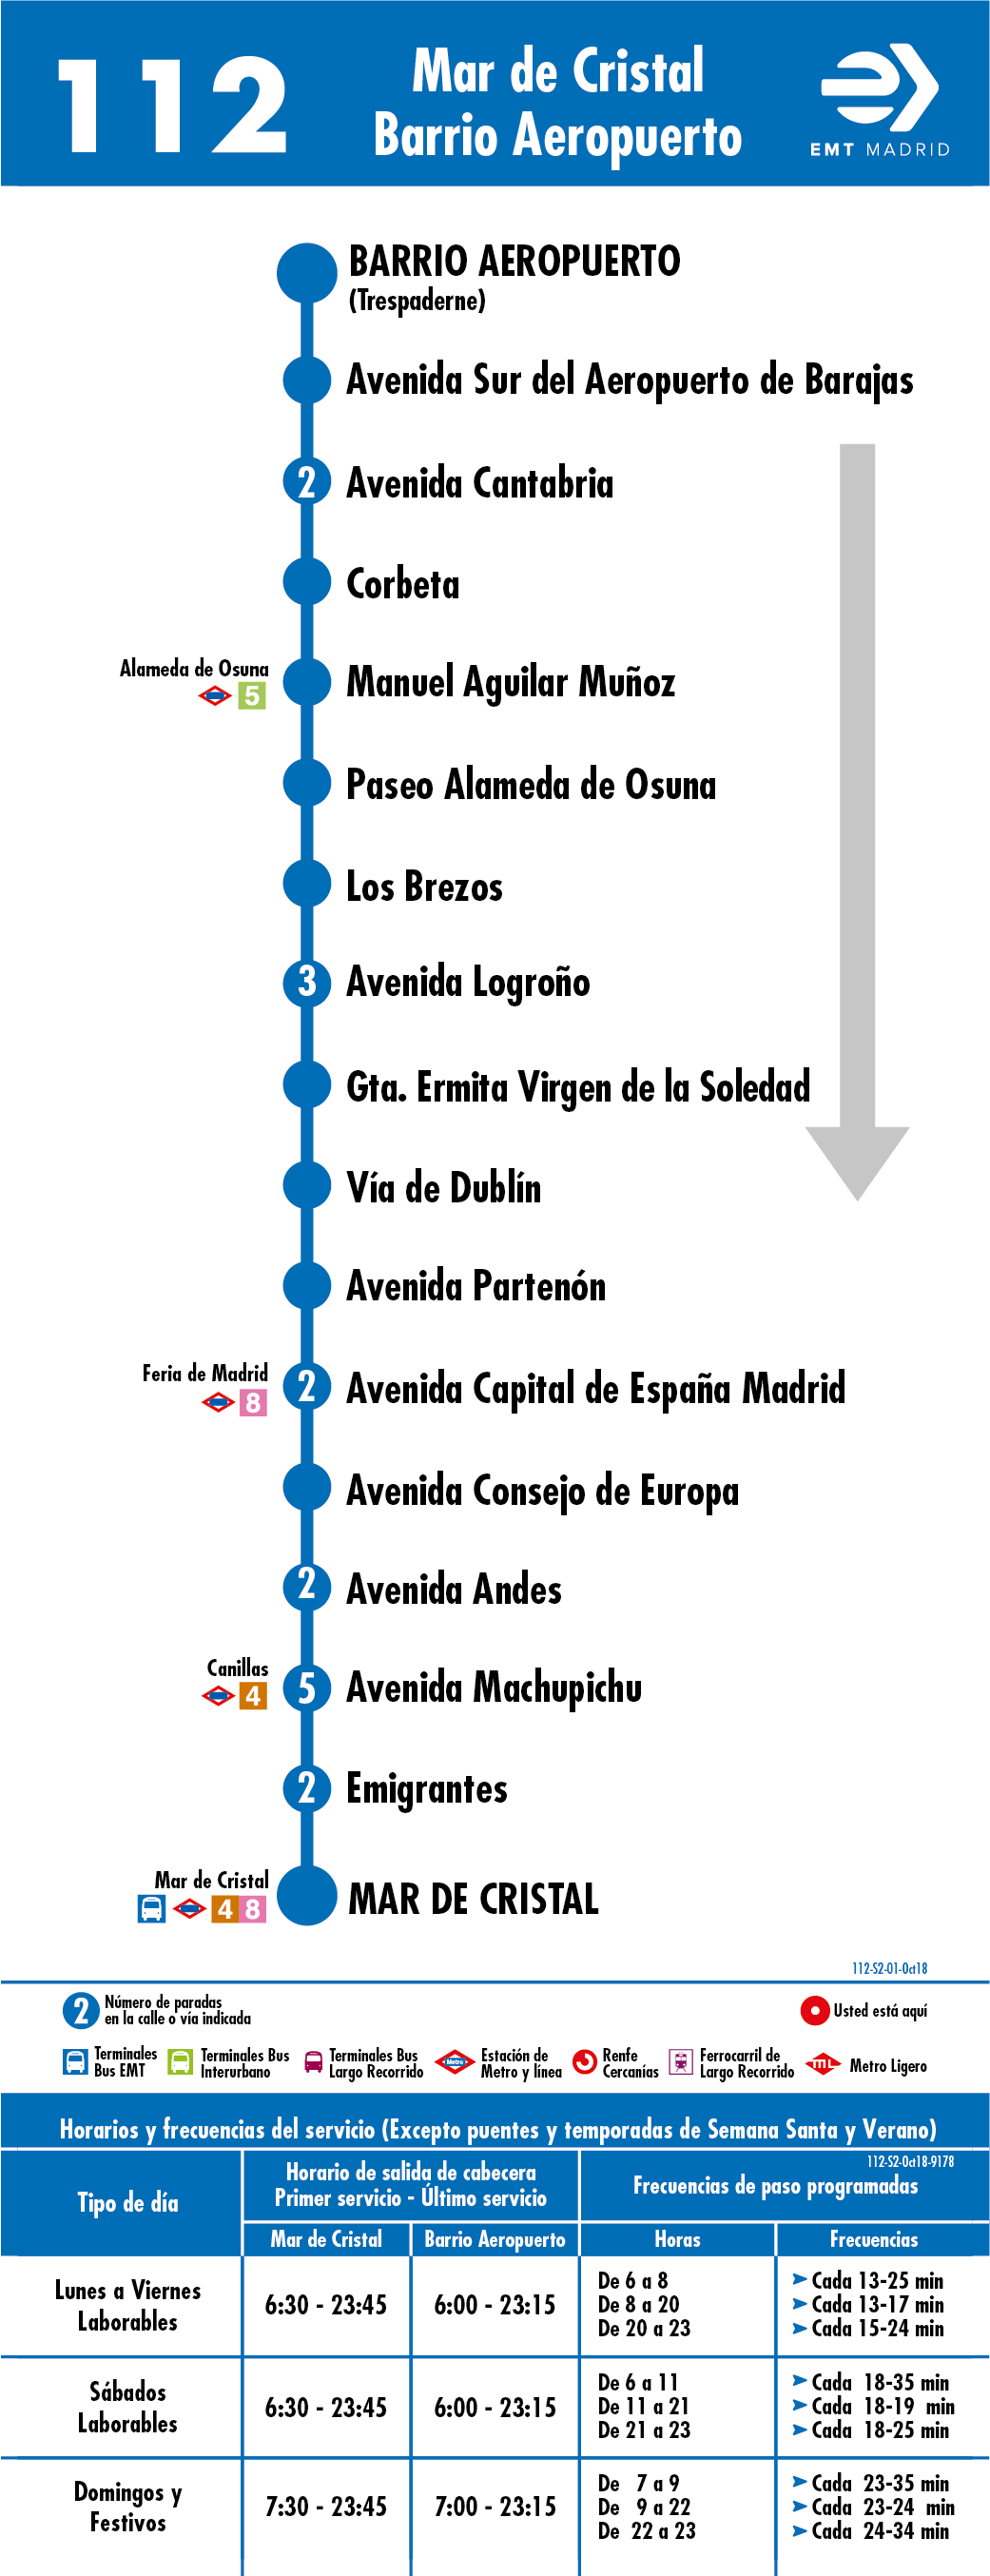 112
Mar de Cristal
Barrio Aeropuerto
EMT MADRID
BARRIO AEROPUERTO
(Trespaderne)
Avenida Sur del Aeropuerto de Barajas
2 Avenida Cantabria
Corbeta
Alameda de Osuna
5
Manuel Aguilar Muñoz
Paseo Alameda de Osuna
Los Brezos
3 Avenida Logroño
Gta. Ermita Virgen de la Soledad
Vía de Dublín
Avenida Partenón
Feria de Madrid
8
2 Avenida Capital de España Madrid
Avenida Consejo de Europa
2 Avenida Andes
Canillas
4
5 Avenida Machupichu
2 Emigrantes
Mar de Cristal
4 8
MAR DE CRISTAL
112-S2-01-Oct18
2 Número de paradas
en la calle o vía indicada
Usted está aquí
Terminales
Bus EMT
Terminales Bus
Interurbano
Terminales Bus
Largo Recorrido
Metro
Estación de
Metro y línea
Renfe
Cercanías
Ferrocarril de
Largo Recorrido
ML
Metro Ligero
Horarios y frecuencias del servicio (Excepto puentes y temporadas de Semana Santa y Verano)
112-S2-Oct18-9178
Tipo de día
Horario de salida de cabecera
Primer servicio - Último servicio
Frecuencias de paso programadas
Mar de Cristal Barrio Aeropuerto Horas Frecuencias
Lunes a Viernes
Laborables
6:30 - 23:45 6:00 - 23:15
De 6 a 8 Cada 13-25 min
De 8 a 20 Cada 13-17 min
De 20 a 23 Cada 15-24 min
Sábados
Laborables
6:30 - 23:45 6:00 - 23:15
De 6 a 11 Cada 18-35 min
De 11 a 21 Cada 18-19 min
De 21 a 23 Cada 18-25 min
Domingos y
Festivos
7:30 - 23:45 7:00 - 23:15
De 7 a 9 Cada 23-35 min
De 9 a 22 Cada 23-24 min
De 22 a 23 Cada 24-34 min